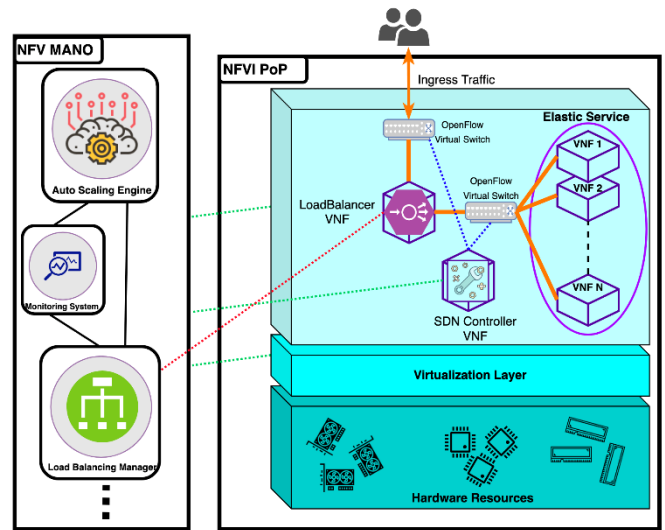 NFV MANO
Auto Scaling Engine
Monitoring System
Load Balancing Manager
NFVI PoP
Ingress Traffic
OpenFlow
Virtual Switch
Elastic Service
VNF 1
VNF 2
VNF N
LoadBalancer
VNF
OpenFlow
Virtual Switch
SDN Controller
VNF
Virtualization Layer
Hardware Resources